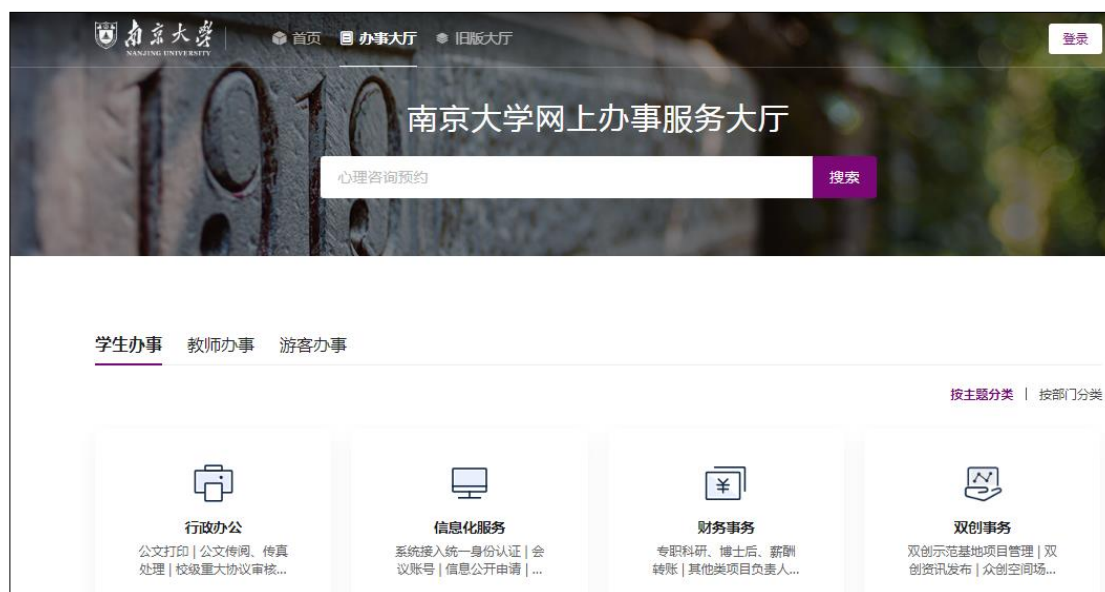 南京大学
NANJING UNIVERSITY
首页
办事大厅
旧版大厅
登录
1919
南京大学网上办事服务大厅
心理咨询预约
搜索
学生办事
教师办事
游客办事
按主题分类 | 按部门分类
行政办公
公文打印 | 公文传阅、传真
处理 | 校级重大协议审核...
信息化服务
系统接入统一身份认证 | 会
议账号 | 信息公开申请 | ...
财务事务
专职科研、博士后、薪酬
转账 | 其他类项目负责人...
双创事务
双创示范基地项目管理 | 双
创资讯发布 | 众创空间场...